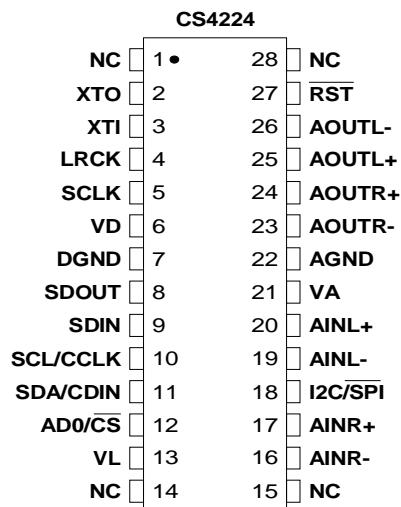 CS4224
NC 1 28 NC
XTO 2 27 RST
XTI 3 26 AOUTL-
LRCK 4 25 AOUTL+
SCLK 5 24 AOUTR+
VD 6 23 AOUTR-
DGND 7 22 AGND
SDOUT 8 21 VA
SDIN 9 20 AINL+
SCL/CCLK 10 19 AINL-
SDA/CDIN 11 18 I2C/SPI
AD0/CS 12 17 AINR+
VL 13 16 AINR-
NC 14 15 NC